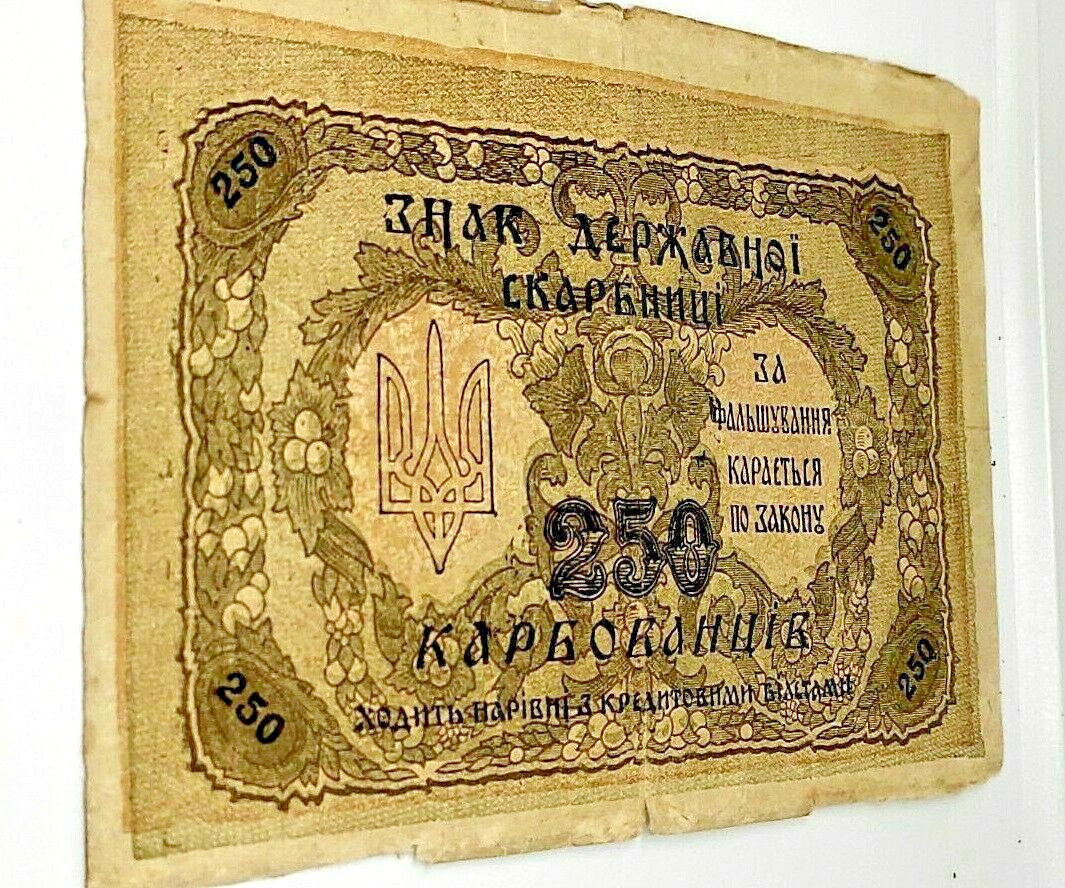 250
250
ЗНАК ДЕРЖАВНОЇ
СКАРБНИЦІ
ЗА
ФАЛЬШУВАННЯ
КАРАЄТЬСЯ
ПО ЗАКОНУ
250
КАРБОВАНЦІВ
ХОДИТЬ НАРІВНІ З КРЕДИТОВИМИ БІЛЄТАМИ
250
250